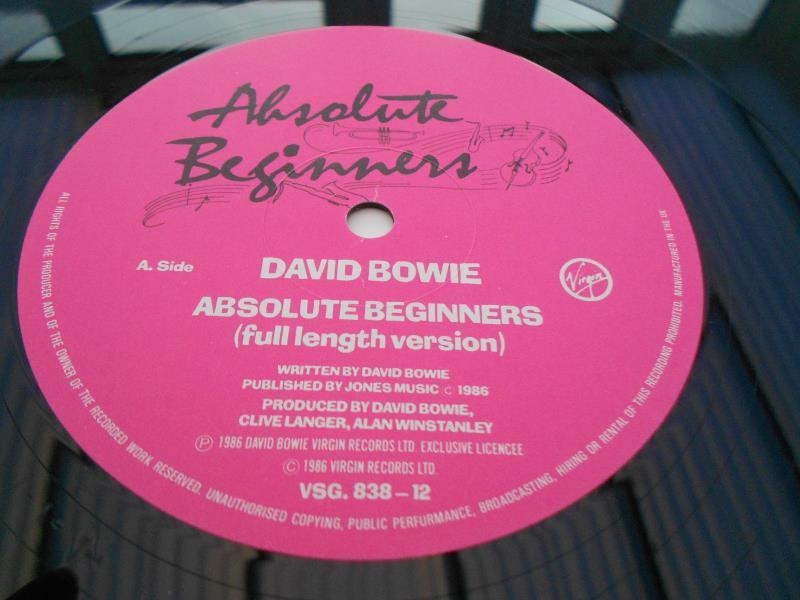 Absolute
Beginners
A. Side
DAVID BOWIE
Virgin
ABSOLUTE BEGINNERS
(full length version)
WRITTEN BY DAVID BOWIE
PUBLISHED BY JONES MUSIC © 1986
PRODUCED BY DAVID BOWIE,
CLIVE LANGER, ALAN WINSTANLEY
℗ 1986 DAVID BOWIE VIRGIN RECORDS LTD. EXCLUSIVE LICENCEE
© 1986 VIRGIN RECORDS LTD.
VSG. 838 – 12
ALL RIGHTS OF THE PRODUCER AND OF THE OWNER OF THE RECORDED WORK RESERVED. UNAUTHORISED COPYING, PUBLIC PERFURMANCE, BROADCASTING, HIRING OR RENTAL OF THIS RECORDING PROHIBITED. MANUFACTURED IN THE UK